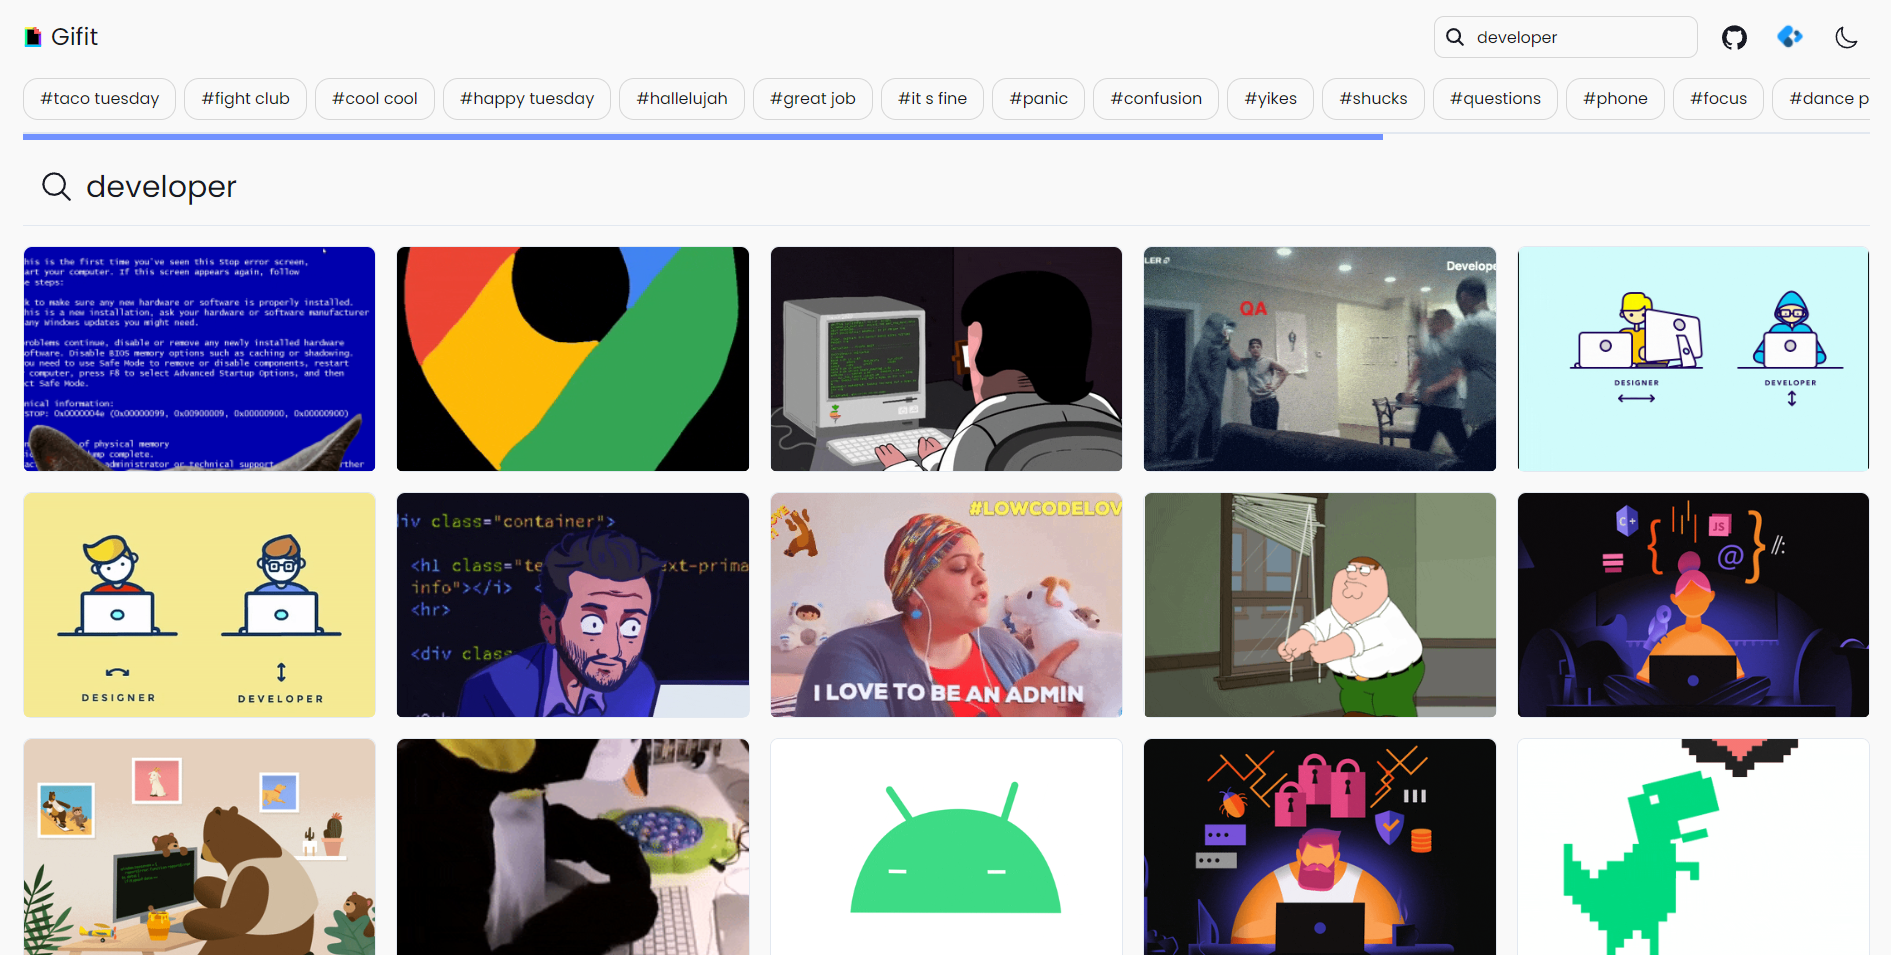 Gifit
developer
#taco tuesday
#fight club
#cool cool
#happy tuesday
#hallelujah
#great job
#it s fine
#panic
#confusion
#yikes
#shucks
#questions
#phone
#focus
#dance p
developer
his is the first time you've seen this Stop error screen,
art your computer. If this screen appears again, follow
e steps:
k to make sure any new hardware or software is properly installed.
his is a new installation, ask your hardware or software manufacturer
any Windows updates you might need.
roblems continue, disable or remove any newly installed hardware
oftware. Disable BIOS memory options such as caching or shadowing.
ou need to use Safe Mode to remove or disable components, restart
computer, press F8 to select Advanced Startup Options, and then
ct Safe Mode.
nical information:
STOP: 0x0000004e (0x00000099, 0x00900009, 0x00000900, 0x00000900)
of physical memory
ump complete.
administrator or technical support
rther
LER
Develope
QA
DESIGNER
DEVELOPER
DESIGNER
DEVELOPER
iv class="container">
<h1 class="te
ext-prima
info"></i>
<hr>
<div class
#LOWCODELOV
I LOVE TO BE AN ADMIN
C+
{
JS
@
}
//: